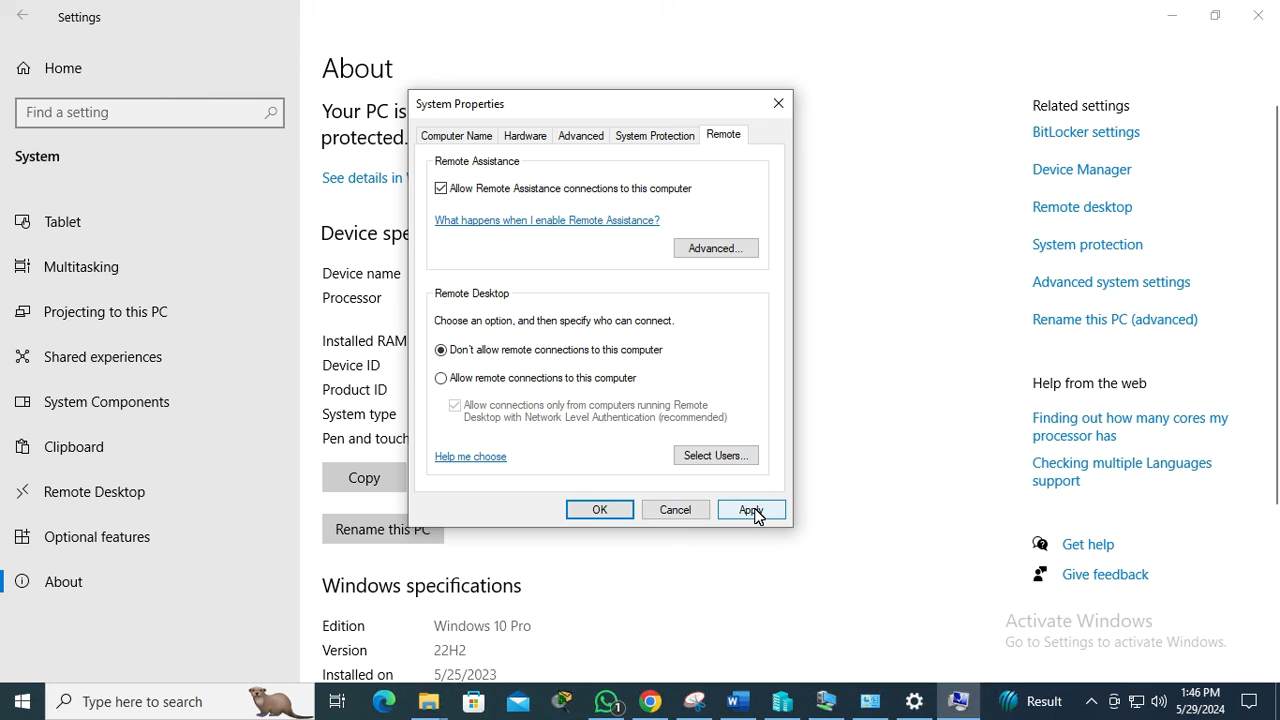 Settings
Home
Find a setting
System
Tablet
Multitasking
Projecting to this PC
Shared experiences
System Components
Clipboard
Remote Desktop
Optional features
About
About
Your PC is
protected.
See details in
Device spe
Device name
Processor
Installed RAM
Device ID
Product ID
System type
Pen and touch
Copy
Rename this PC
Windows specifications
Edition Windows 10 Pro
Version 22H2
Installed on 5/25/2023
System Properties
Computer Name Hardware Advanced System Protection Remote
Remote Assistance
Allow Remote Assistance connections to this computer
What happens when I enable Remote Assistance?
Advanced...
Remote Desktop
Choose an option, and then specify who can connect.
Don't allow remote connections to this computer
Allow remote connections to this computer
Allow connections only from computers running Remote
Desktop with Network Level Authentication (recommended)
Help me choose Select Users...
OK Cancel Apply
Related settings
BitLocker settings
Device Manager
Remote desktop
System protection
Advanced system settings
Rename this PC (advanced)
Help from the web
Finding out how many cores my
processor has
Checking multiple Languages
support
Get help
Give feedback
Activate Windows
Go to Settings to activate Windows.
Type here to search
1
Result
1:46 PM
5/29/2024